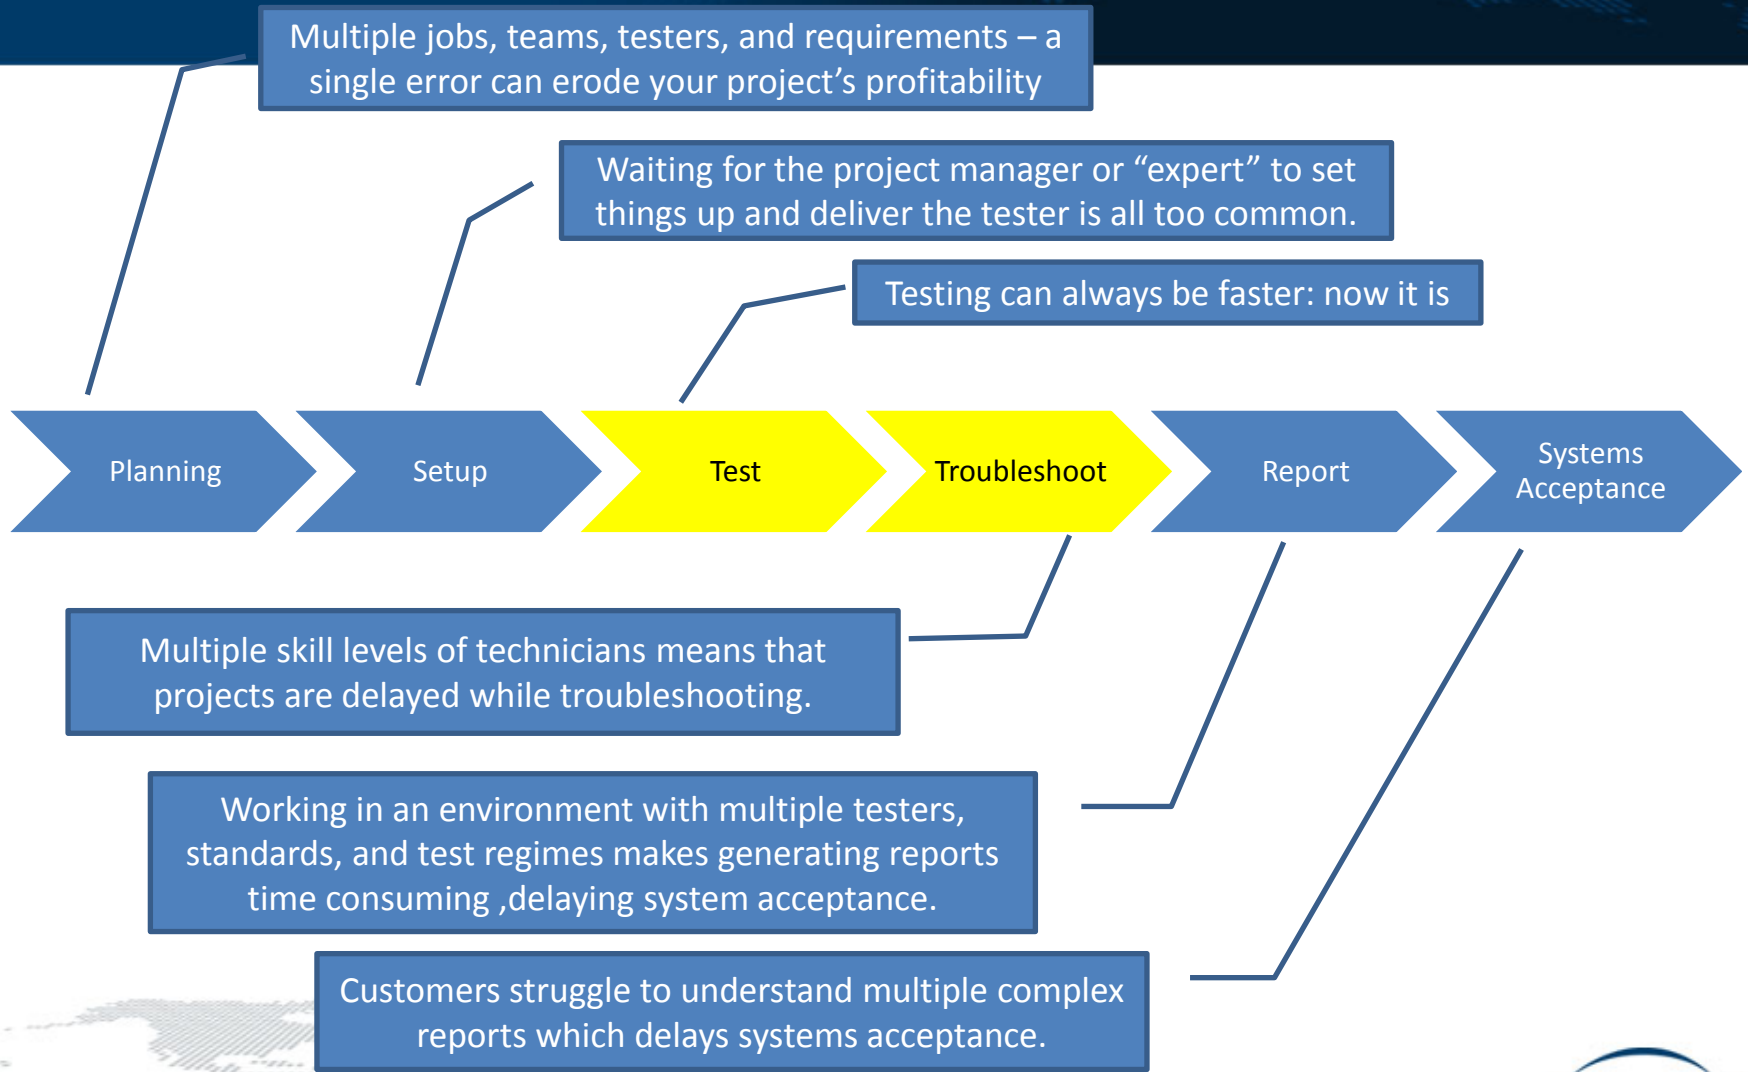 Multiple jobs, teams, testers, and requirements – a
single error can erode your project’s profitability
Waiting for the project manager or “expert” to set
things up and deliver the tester is all too common.
Testing can always be faster: now it is
Planning
Setup
Test
Troubleshoot
Report
Systems
Acceptance
Multiple skill levels of technicians means that
projects are delayed while troubleshooting.
Working in an environment with multiple testers,
standards, and test regimes makes generating reports
time consuming ,delaying system acceptance.
Customers struggle to understand multiple complex
reports which delays systems acceptance.